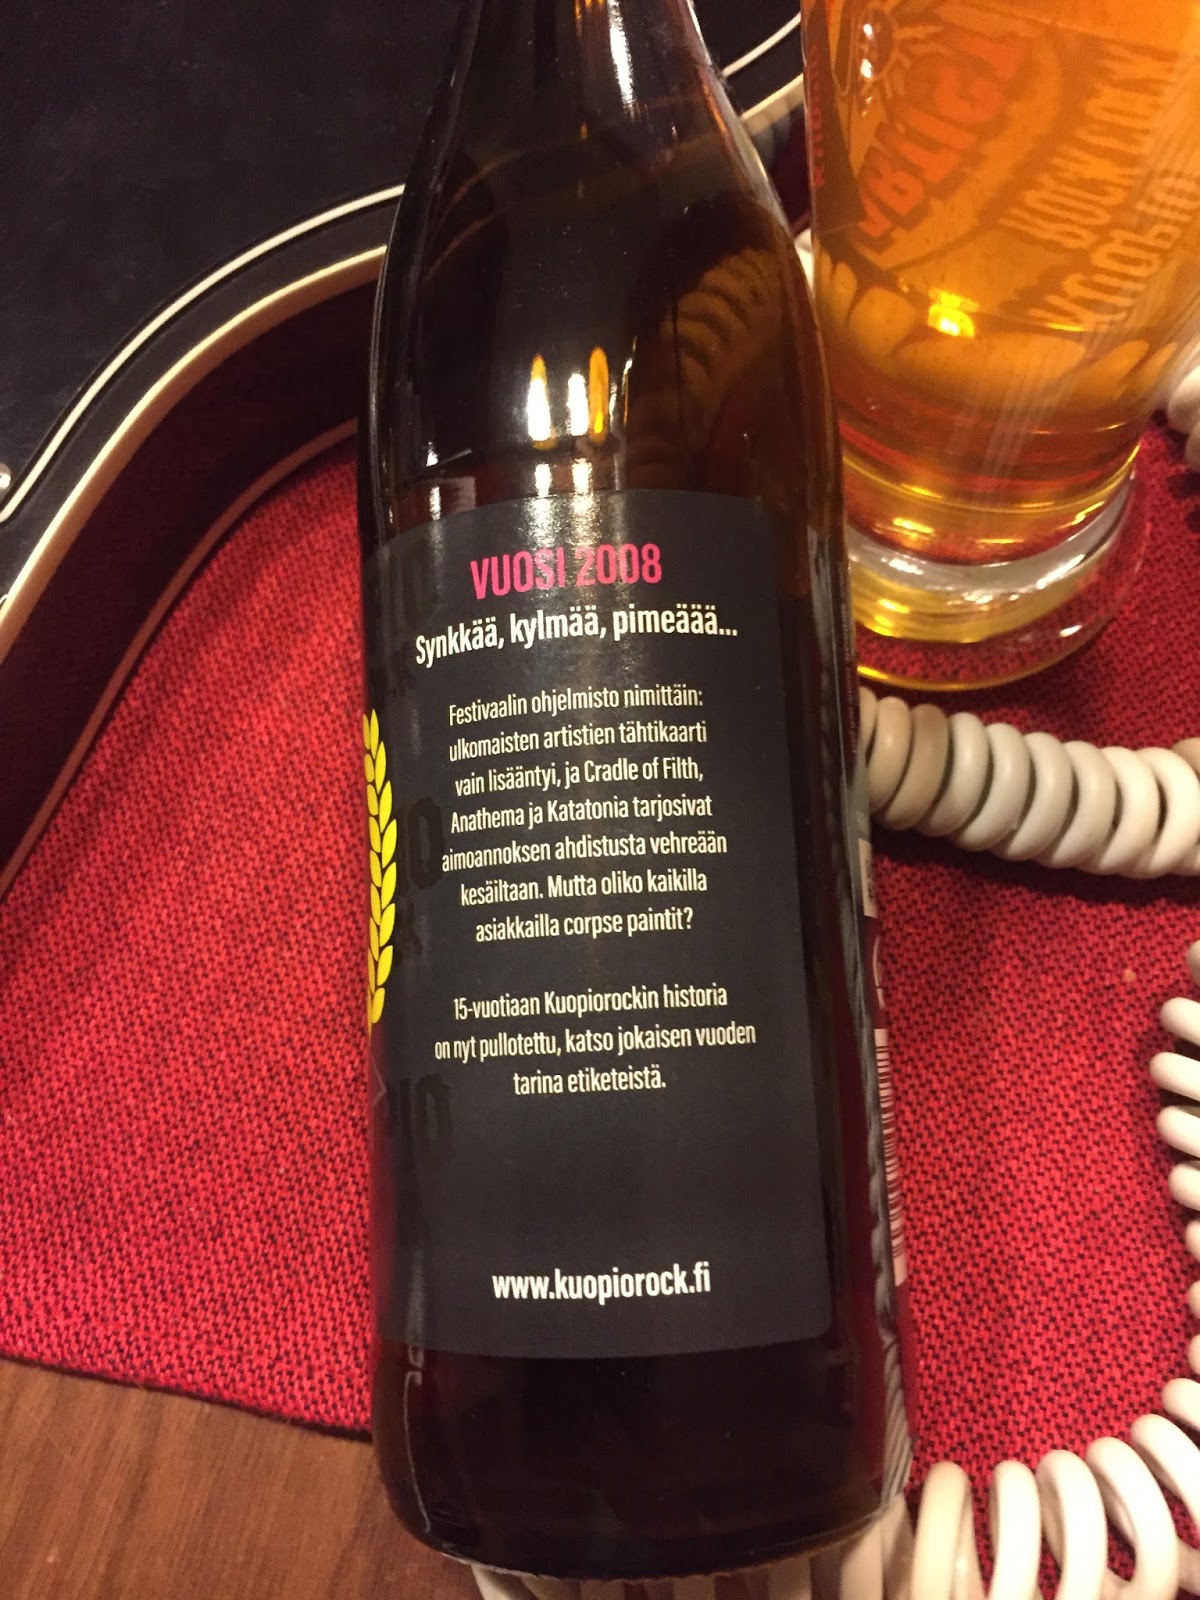 VUOSI 2008
Synkkää, kylmää, pimeäää...
Festivaalin ohjelmisto nimittäin:
ulkomaisten artistien tähtikaarti
vain lisääntyi, ja Cradle of Filth,
Anathema ja Katatonia tarjosivat
aimoannoksen ahdistusta vehreään
kesäiltaan. Mutta oliko kaikilla
asiakkailla corpse paintit?
15-vuotiaan Kuopiorockin historia
on nyt pullotettu, katso jokaisen vuoden
tarina etiketeistä.
www.kuopiorock.fi